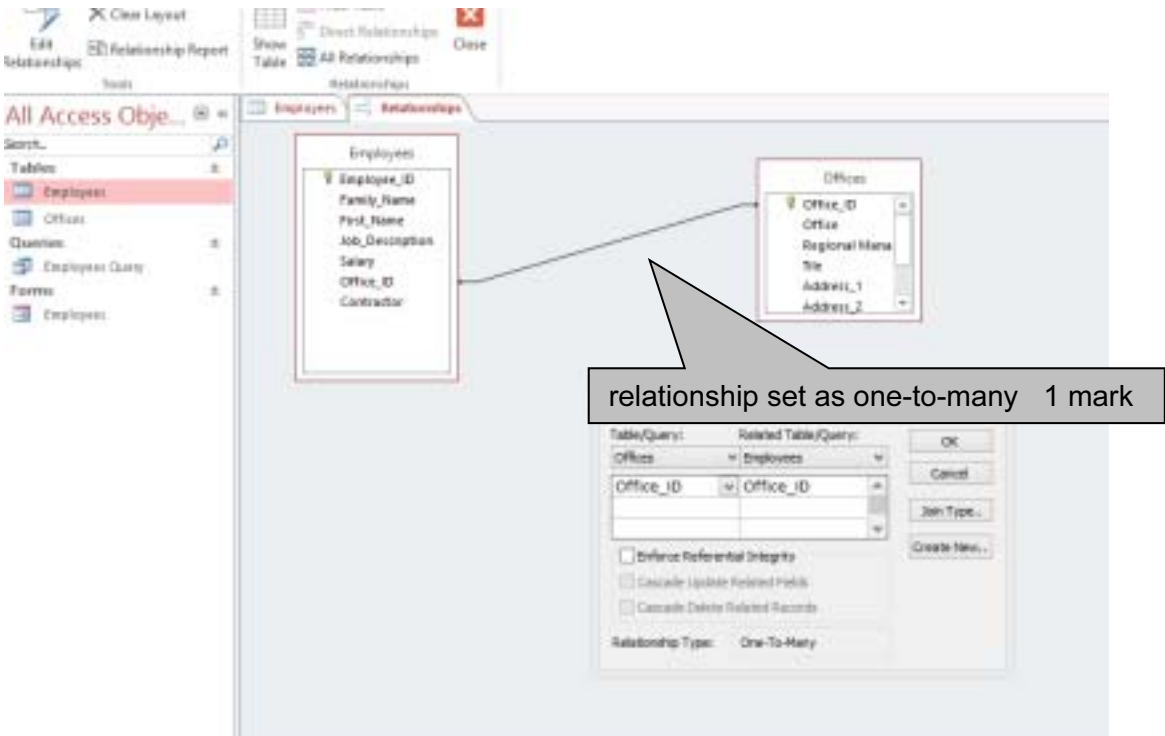 Clear Layout
Edit Relationships
Relationship Report
Tools
Show Table
Direct Relationships
All Relationships
Close
Relationships
All Access Obje...
Search...
Tables
Employees
Offices
Queries
Employees Query
Forms
Employees
Employees
Relationships
Employees
Employee_ID
Family_Name
First_Name
Job_Description
Salary
Office_ID
Contractor
Offices
Office_ID
Office
Regional Mana
Title
Address_1
Address_2
relationship set as one-to-many 1 mark
Table/Query: Related Table/Query:
Offices Employees
Office_ID Office_ID
Enforce Referential Integrity
Cascade Update Related Fields
Cascade Delete Related Records
Relationship Type: One-To-Many
OK
Cancel
Join Type..
Create New...